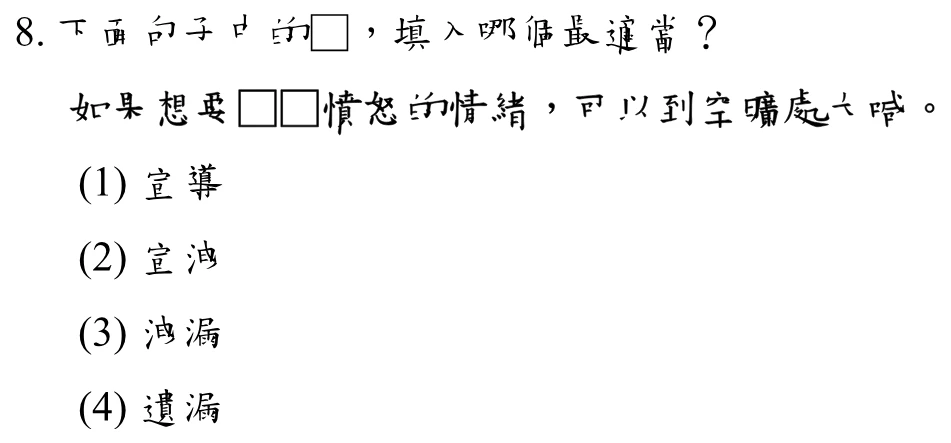 8. 下面句子中的□，填入哪個最適當？
如果想要□□憤怒的情緒，可以到空曠處大喊。
(1) 宣導
(2) 宣洩
(3) 洩漏
(4) 遺漏